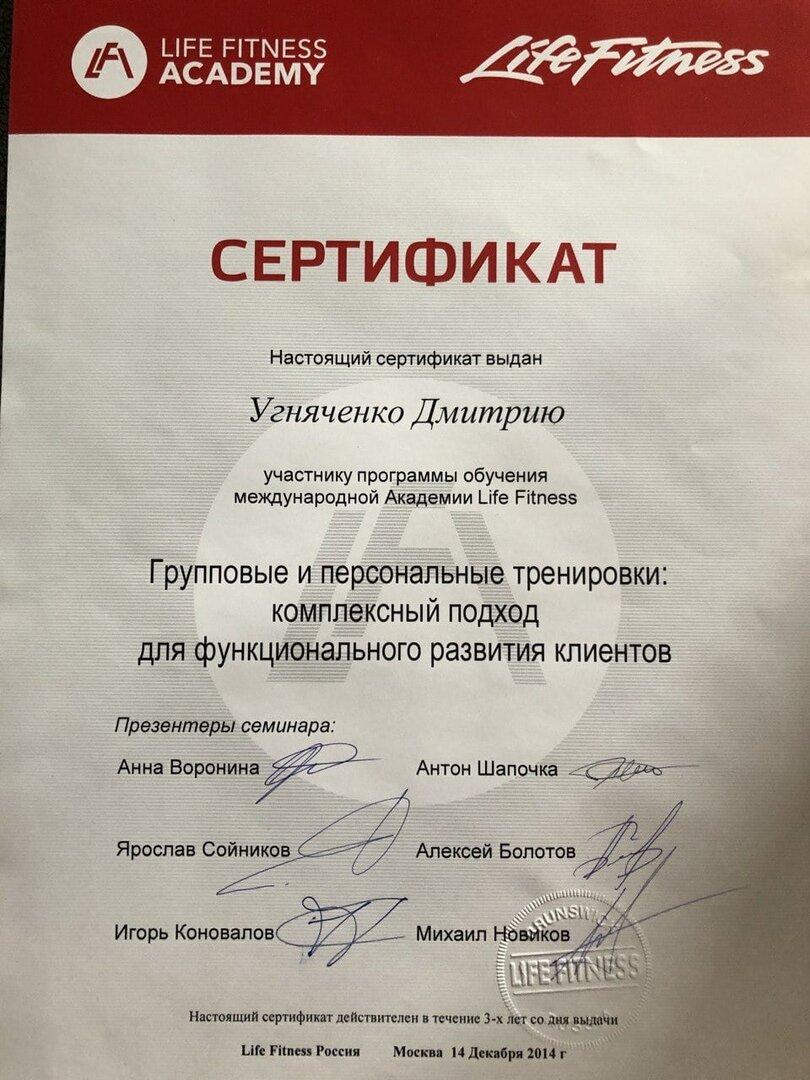 LIFE FITNESS
ACADEMY
LifeFitness
СЕРТИФИКАТ
Настоящий сертификат выдан
Угняченко Дмитрию
участнику программы обучения
международной Академии Life Fitness
Групповые и персональные тренировки:
комплексный подход
для функционального развития клиентов
Презентеры семинара:
Анна Воронина Антон Шапочка
Ярослав Сойников Алексей Болотов
Игорь Коновалов Михаил Новиков
LIFE FITNESS
Настоящий сертификат действителен в течение 3-х лет со дня выдачи
Life Fitness Россия Москва 14 Декабря 2014 г